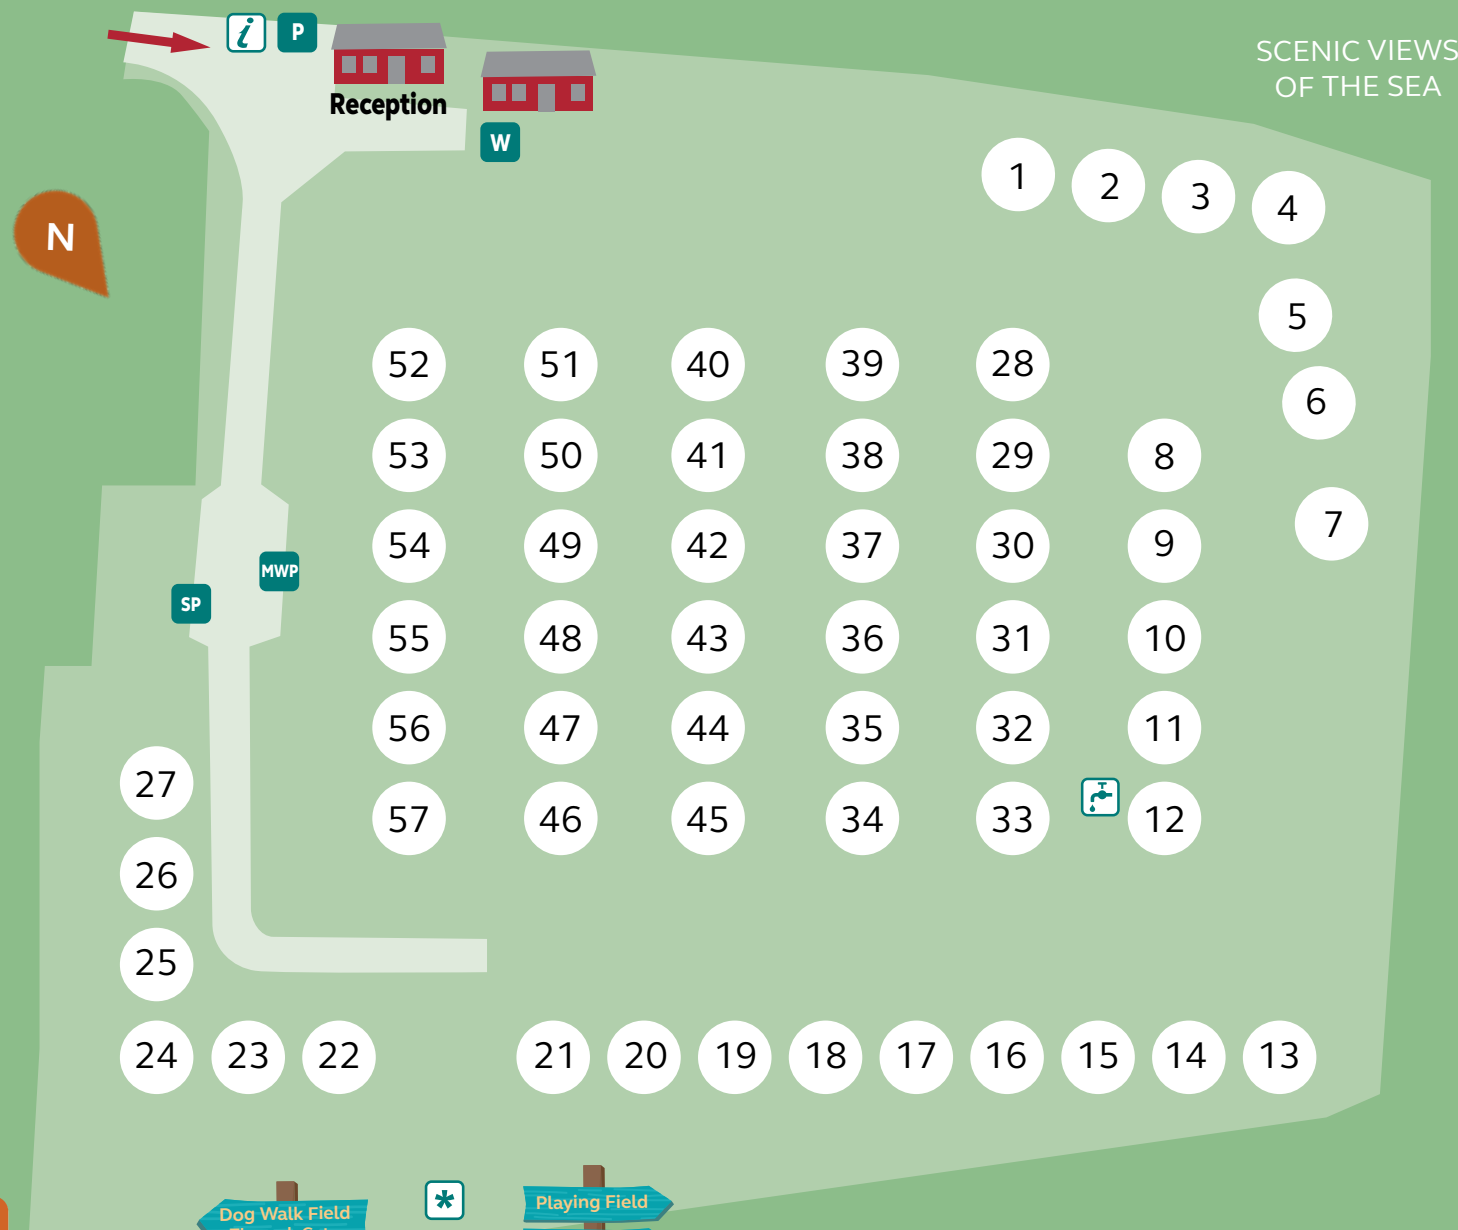 P
Reception
W
SCENIC VIEWS
OF THE SEA
N
1 2 3 4
5
6
7
52 51 40 39 28
53 50 41 38 29 8
54 49 42 37 30 9
55 48 43 36 31 10
56 47 44 35 32 11
57 46 45 34 33 12
MWP
SP
27
26
25
24 23 22 21 20 19 18 17 16 15 14 13
i
*
Playing Field
Dog Walk Field